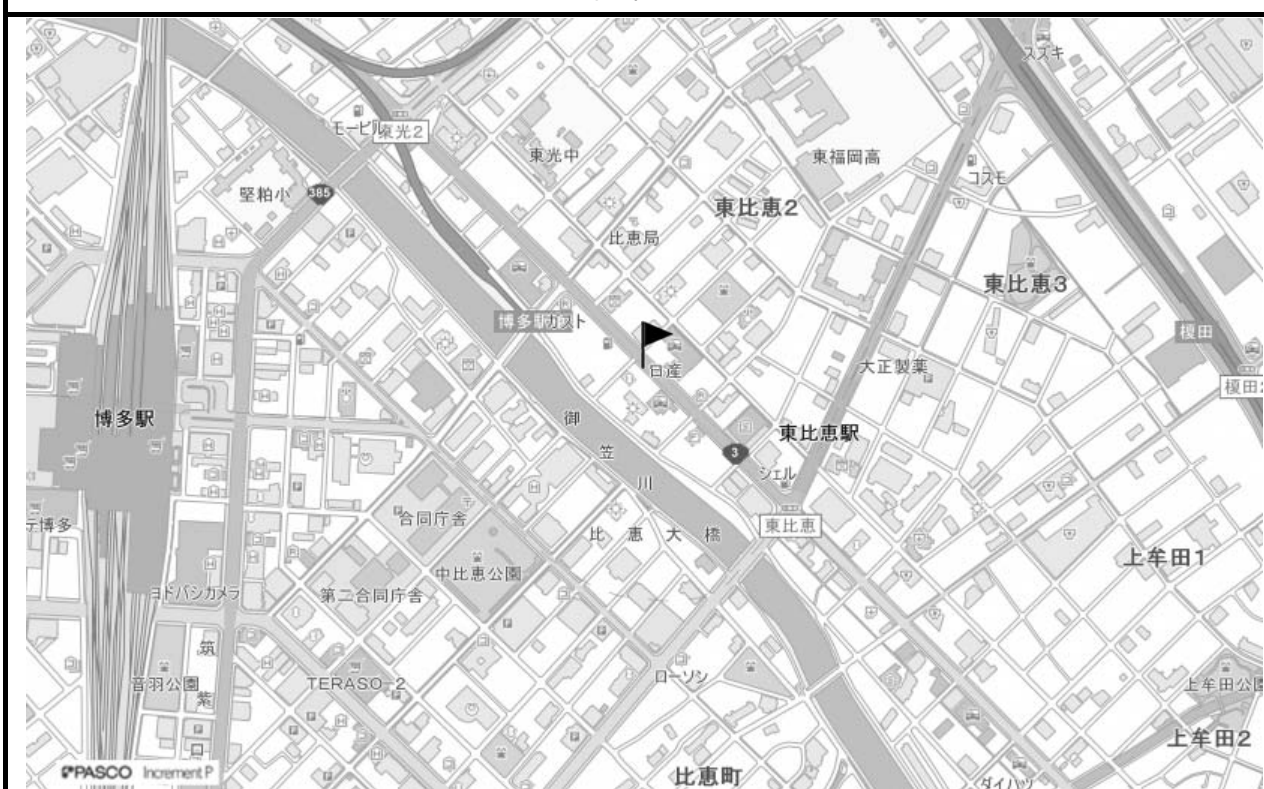 スズキ
モービル
東光2
東光中
東福岡高
コスモ
堅粕小
385
東比恵2
比恵局
東比恵3
ガスト
日産
榎田
大正製薬
博多駅
御笠川
東比恵駅
3
シェル
東比恵
合同庁舎
比恵大橋
中比恵公園
上牟田1
ヨドバシカメラ
第二合同庁舎
筑紫
音羽公園
TERASO-2
ローソン
上牟田公園
上牟田2
PASCO Increment P
比恵町
ダイハツ